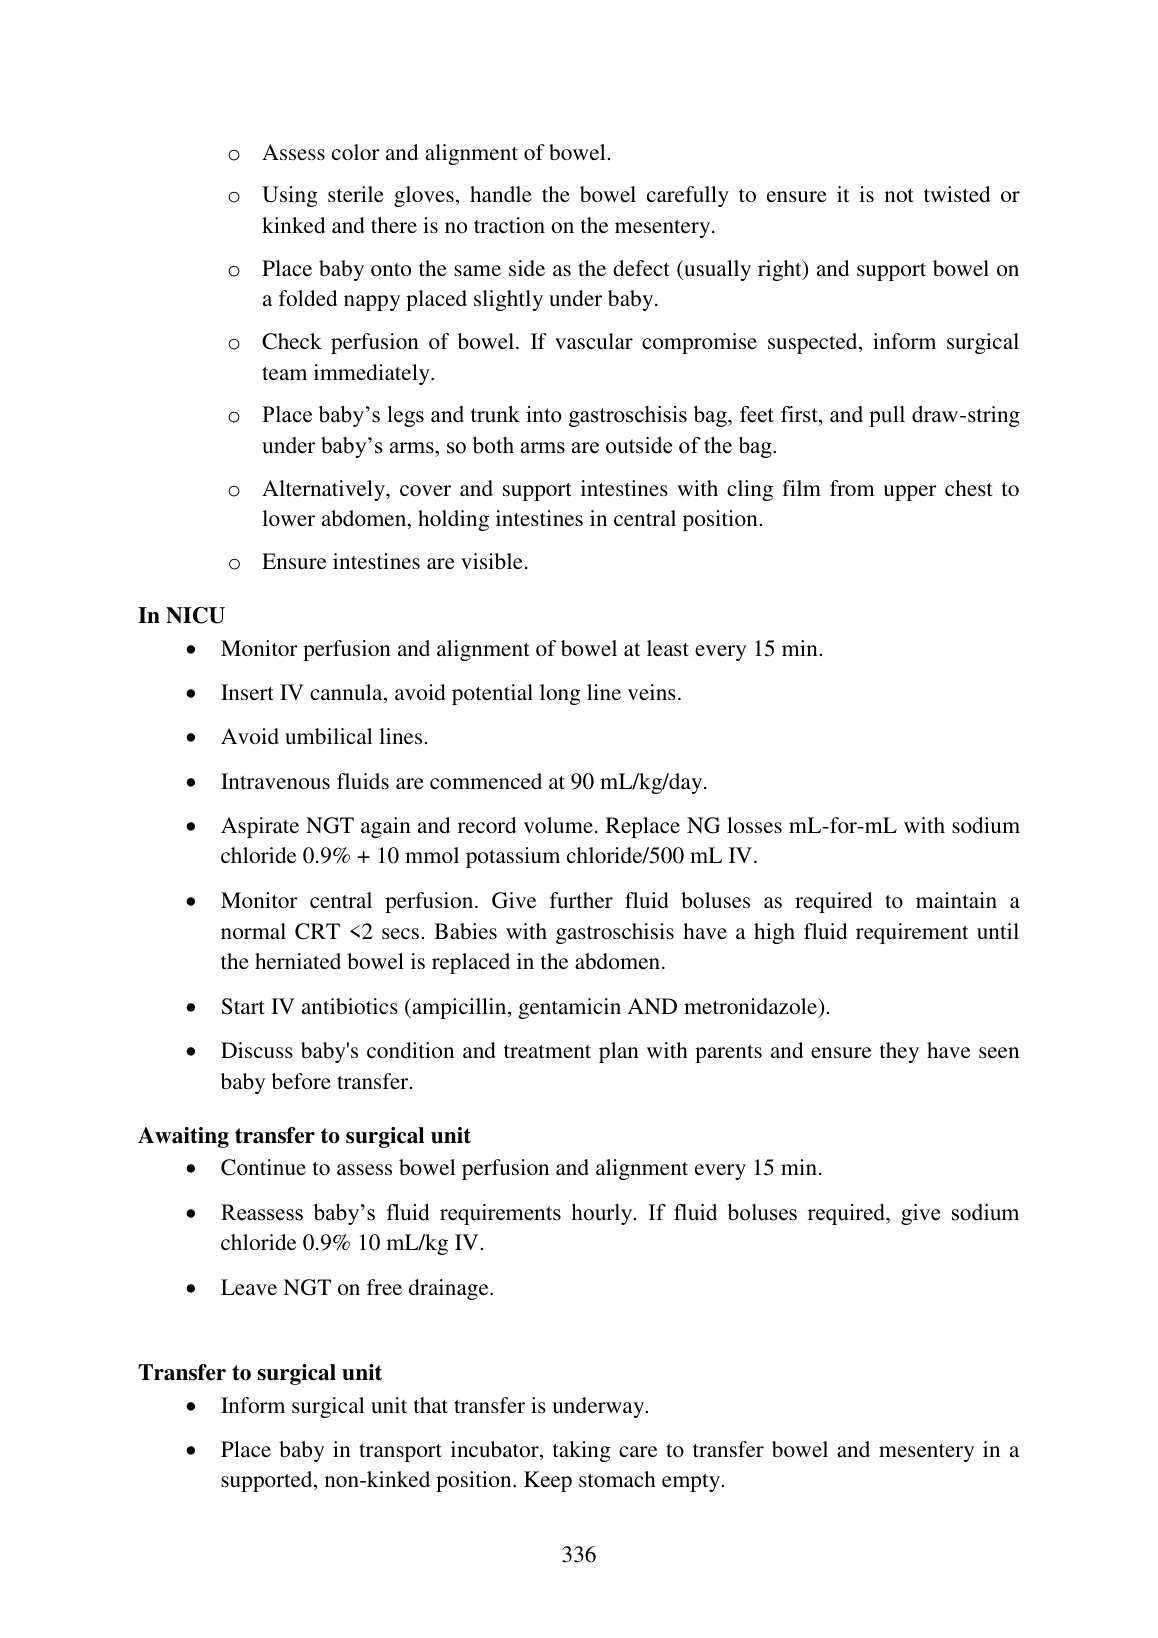 o Assess color and alignment of bowel.
o Using sterile gloves, handle the bowel carefully to ensure it is not twisted or
kinked and there is no traction on the mesentery.
o Place baby onto the same side as the defect (usually right) and support bowel on
a folded nappy placed slightly under baby.
o Check perfusion of bowel. If vascular compromise suspected, inform surgical
team immediately.
o Place baby’s legs and trunk into gastroschisis bag, feet first, and pull draw-string
under baby’s arms, so both arms are outside of the bag.
o Alternatively, cover and support intestines with cling film from upper chest to
lower abdomen, holding intestines in central position.
o Ensure intestines are visible.
In NICU
• Monitor perfusion and alignment of bowel at least every 15 min.
• Insert IV cannula, avoid potential long line veins.
• Avoid umbilical lines.
• Intravenous fluids are commenced at 90 mL/kg/day.
• Aspirate NGT again and record volume. Replace NG losses mL-for-mL with sodium
chloride 0.9% + 10 mmol potassium chloride/500 mL IV.
• Monitor central perfusion. Give further fluid boluses as required to maintain a
normal CRT <2 secs. Babies with gastroschisis have a high fluid requirement until
the herniated bowel is replaced in the abdomen.
• Start IV antibiotics (ampicillin, gentamicin AND metronidazole).
• Discuss baby's condition and treatment plan with parents and ensure they have seen
baby before transfer.
Awaiting transfer to surgical unit
• Continue to assess bowel perfusion and alignment every 15 min.
• Reassess baby’s fluid requirements hourly. If fluid boluses required, give sodium
chloride 0.9% 10 mL/kg IV.
• Leave NGT on free drainage.
Transfer to surgical unit
• Inform surgical unit that transfer is underway.
• Place baby in transport incubator, taking care to transfer bowel and mesentery in a
supported, non-kinked position. Keep stomach empty.
336